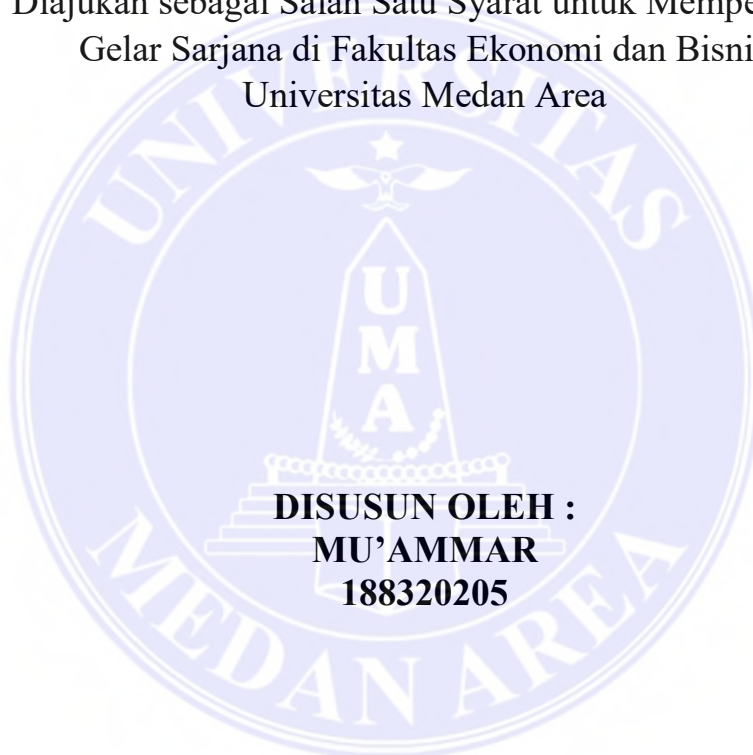 Diajukan sebagai Salah Satu Syarat untuk Mempe
Gelar Sarjana di Fakultas Ekonomi dan Bisni
Universitas Medan Area
UNIVERSITAS
U
M
A
DISUSUN OLEH :
MU’AMMAR
188320205
MEDAN AREA